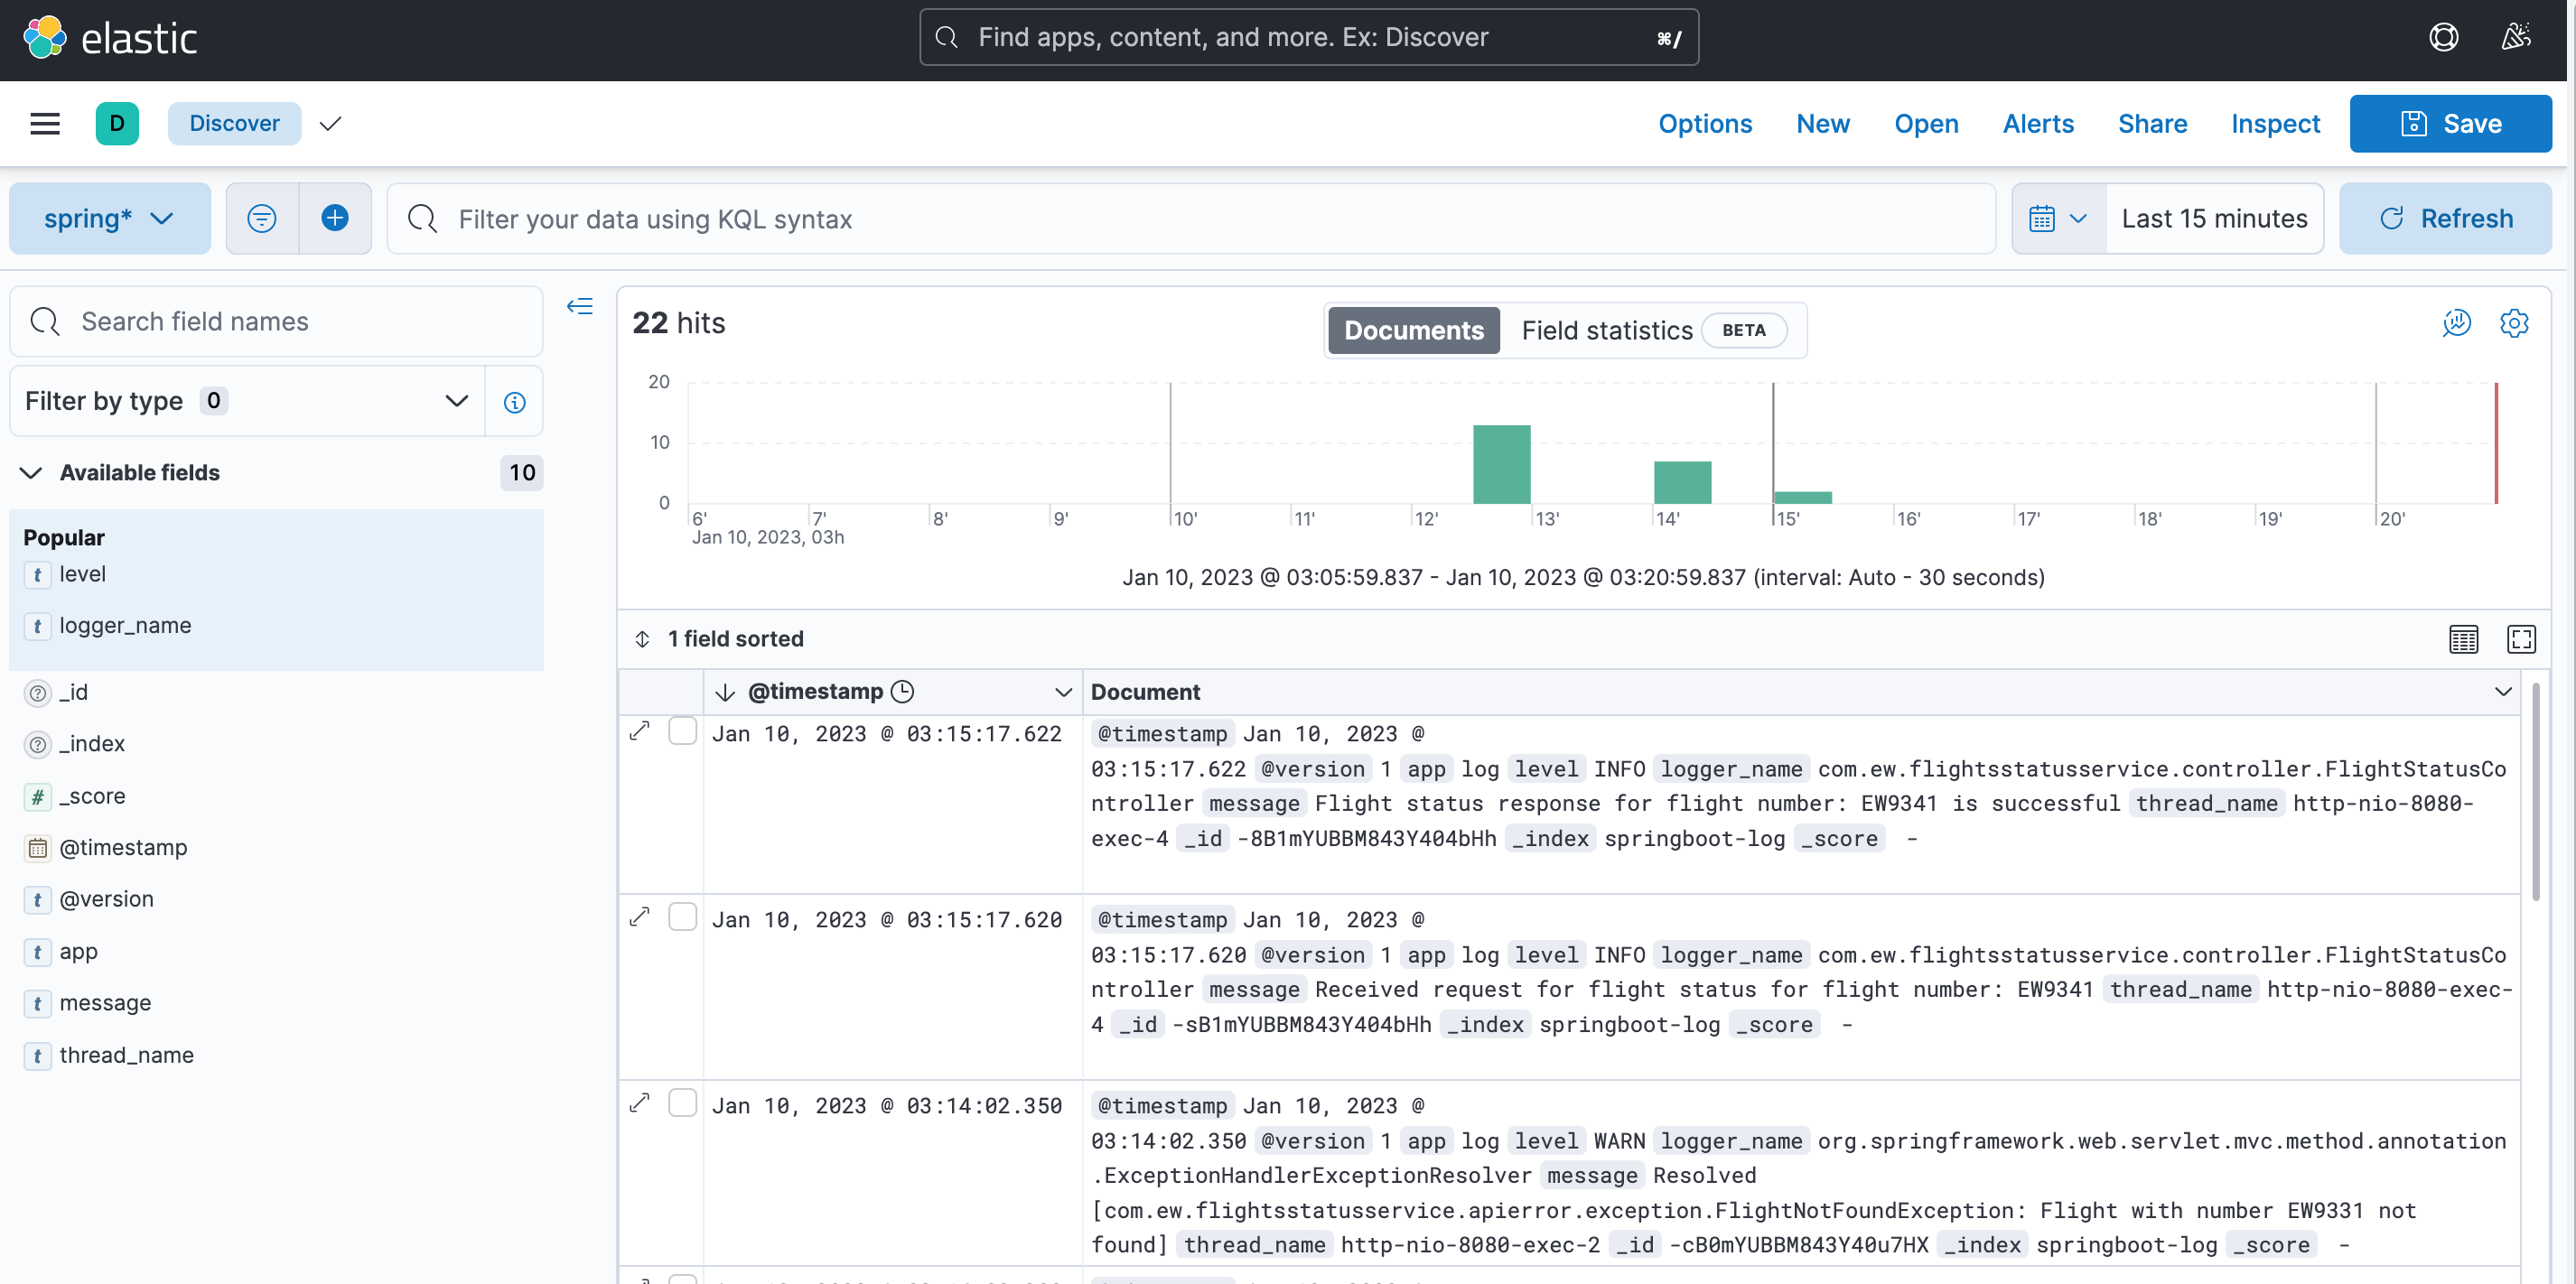 elastic
Find apps, content, and more. Ex: Discover
⌘/
D
Discover
Options New Open Alerts Share Inspect Save
spring*
Filter your data using KQL syntax
Last 15 minutes
Refresh
Search field names
Filter by type 0
Available fields 10
Popular
t level
t logger_name
? _id
? _index
# _score
@timestamp
t @version
t app
t message
t thread_name
22 hits
Documents Field statistics BETA
20
10
0
6' 7' 8' 9' 10' 11' 12' 13' 14' 15' 16' 17' 18' 19' 20'
Jan 10, 2023, 03h
Jan 10, 2023 @ 03:05:59.837 - Jan 10, 2023 @ 03:20:59.837 (interval: Auto - 30 seconds)
1 field sorted
@timestamp Document
Jan 10, 2023 @ 03:15:17.622 @timestamp Jan 10, 2023 @
03:15:17.622 @version 1 app log level INFO logger_name com.ew.flightsstatusservice.controller.FlightStatusCo
ntroller message Flight status response for flight number: EW9341 is successful thread_name http-nio-8080-
exec-4 _id -8B1mYUBBM843Y404bHh _index springboot-log _score -
Jan 10, 2023 @ 03:15:17.620 @timestamp Jan 10, 2023 @
03:15:17.620 @version 1 app log level INFO logger_name com.ew.flightsstatusservice.controller.FlightStatusCo
ntroller message Received request for flight status for flight number: EW9341 thread_name http-nio-8080-exec-
4 _id -sB1mYUBBM843Y404bHh _index springboot-log _score -
Jan 10, 2023 @ 03:14:02.350 @timestamp Jan 10, 2023 @
03:14:02.350 @version 1 app log level WARN logger_name org.springframework.web.servlet.mvc.method.annotation
.ExceptionHandlerExceptionResolver message Resolved
[com.ew.flightsstatusservice.apierror.exception.FlightNotFoundException: Flight with number EW9331 not
found] thread_name http-nio-8080-exec-2 _id -cB0mYUBBM843Y40u7HX _index springboot-log _score -